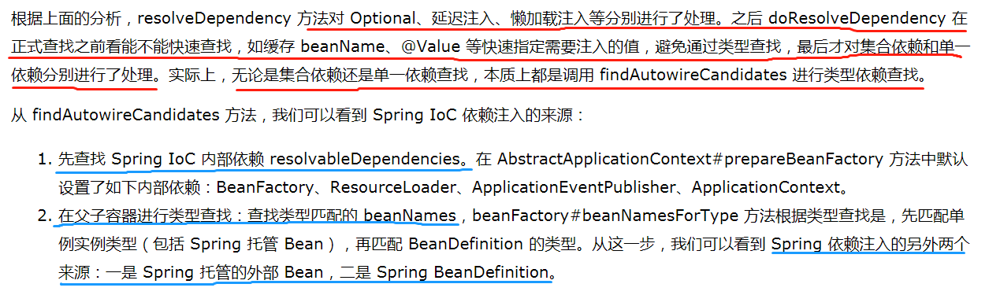 根据上面的分析，resolveDependency 方法对 Optional、延迟注入、懒加载注入等分别进行了处理。之后 doResolveDependency 在
正式查找之前看能不能快速查找，如缓存 beanName、@Value 等快速指定需要注入的值，避免通过类型查找，最后才对集合依赖和单一
依赖分别进行了处理。实际上，无论是集合依赖还是单一依赖查找，本质上都是调用 findAutowireCandidates 进行类型依赖查找。
从 findAutowireCandidates 方法，我们可以看到 Spring IoC 依赖注入的来源：
1. 先查找 Spring IoC 内部依赖 resolvableDependencies。在 AbstractApplicationContext#prepareBeanFactory 方法中默认
设置了如下内部依赖：BeanFactory、ResourceLoader、ApplicationEventPublisher、ApplicationContext。
2. 在父子容器进行类型查找：查找类型匹配的 beanNames，beanFactory#beanNamesForType 方法根据类型查找是，先匹配单
例实例类型（包括 Spring 托管 Bean），再匹配 BeanDefinition 的类型。从这一步，我们可以看到 Spring 依赖注入的另外两个
来源：一是 Spring 托管的外部 Bean，二是 Spring BeanDefinition。